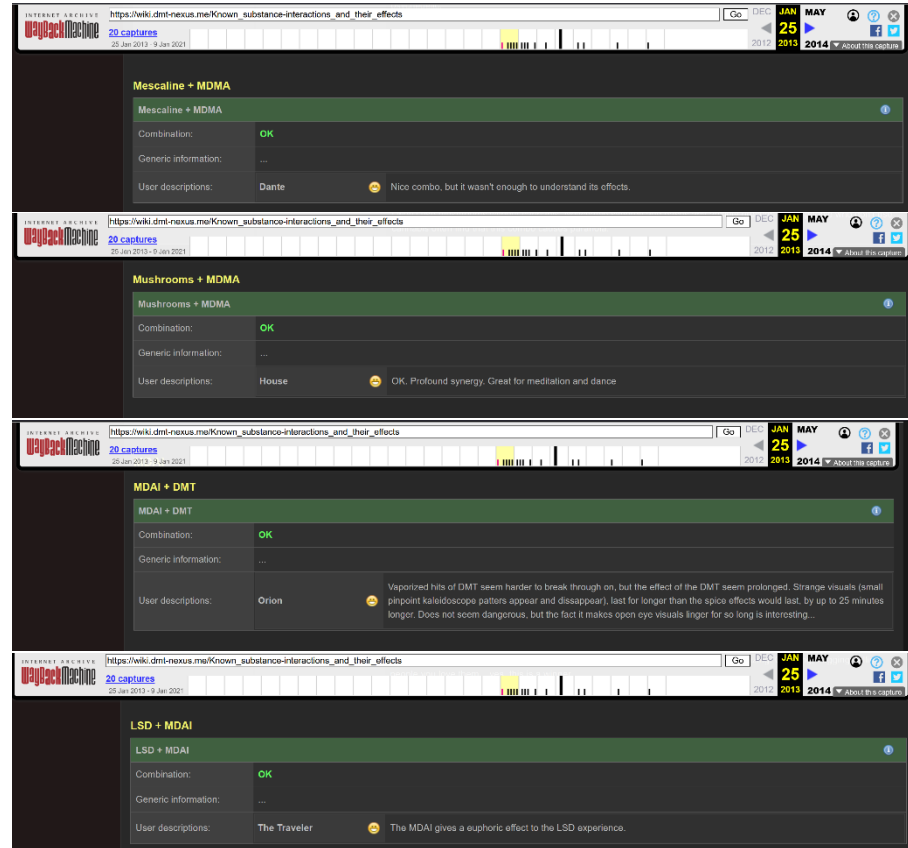 INTERNET ARCHIVE
WayBackMachine
https://wiki.dmt-nexus.me/Known_substance-interactions_and_their_effects
Go
DEC JAN MAY
20 captures
25
25 Jan 2013 - 9 Jan 2021
2012 2013 2014 ▼ About this capture
Mescaline + MDMA
Mescaline + MDMA
Combination: OK
Generic information: ...
User descriptions: Dante Nice combo, but it wasn't enough to understand its effects.
INTERNET ARCHIVE
WayBackMachine
https://wiki.dmt-nexus.me/Known_substance-interactions_and_their_effects
Go
DEC JAN MAY
20 captures
25
25 Jan 2013 - 9 Jan 2021
2012 2013 2014 ▼ About this capture
Mushrooms + MDMA
Mushrooms + MDMA
Combination: OK
Generic information: ...
User descriptions: House OK, Profound synergy. Great for meditation and dance
INTERNET ARCHIVE
WayBackMachine
https://wiki.dmt-nexus.me/Known_substance-interactions_and_their_effects
Go
DEC JAN MAY
20 captures
25
25 Jan 2013 - 9 Jan 2021
2012 2013 2014 ▼ About this capture
MDAI + DMT
MDAI + DMT
Combination: OK
Generic information: ...
Vaporized hits of DMT seem harder to break through on, but the effect of the DMT seem prolonged. Strange visuals (small
User descriptions: Orion pinpoint kaleidoscope patters appear and dissappear), last for longer than the spice effects would last, by up to 25 minutes
longer. Does not seem dangerous, but the fact it makes open eye visuals linger for so long is interesting...
INTERNET ARCHIVE
WayBackMachine
https://wiki.dmt-nexus.me/Known_substance-interactions_and_their_effects
Go
DEC JAN MAY
20 captures
25
25 Jan 2013 - 9 Jan 2021
2012 2013 2014 ▼ About this capture
LSD + MDAI
LSD + MDAI
Combination: OK
Generic information: ...
User descriptions: The Traveler The MDAI gives a euphoric effect to the LSD experience.